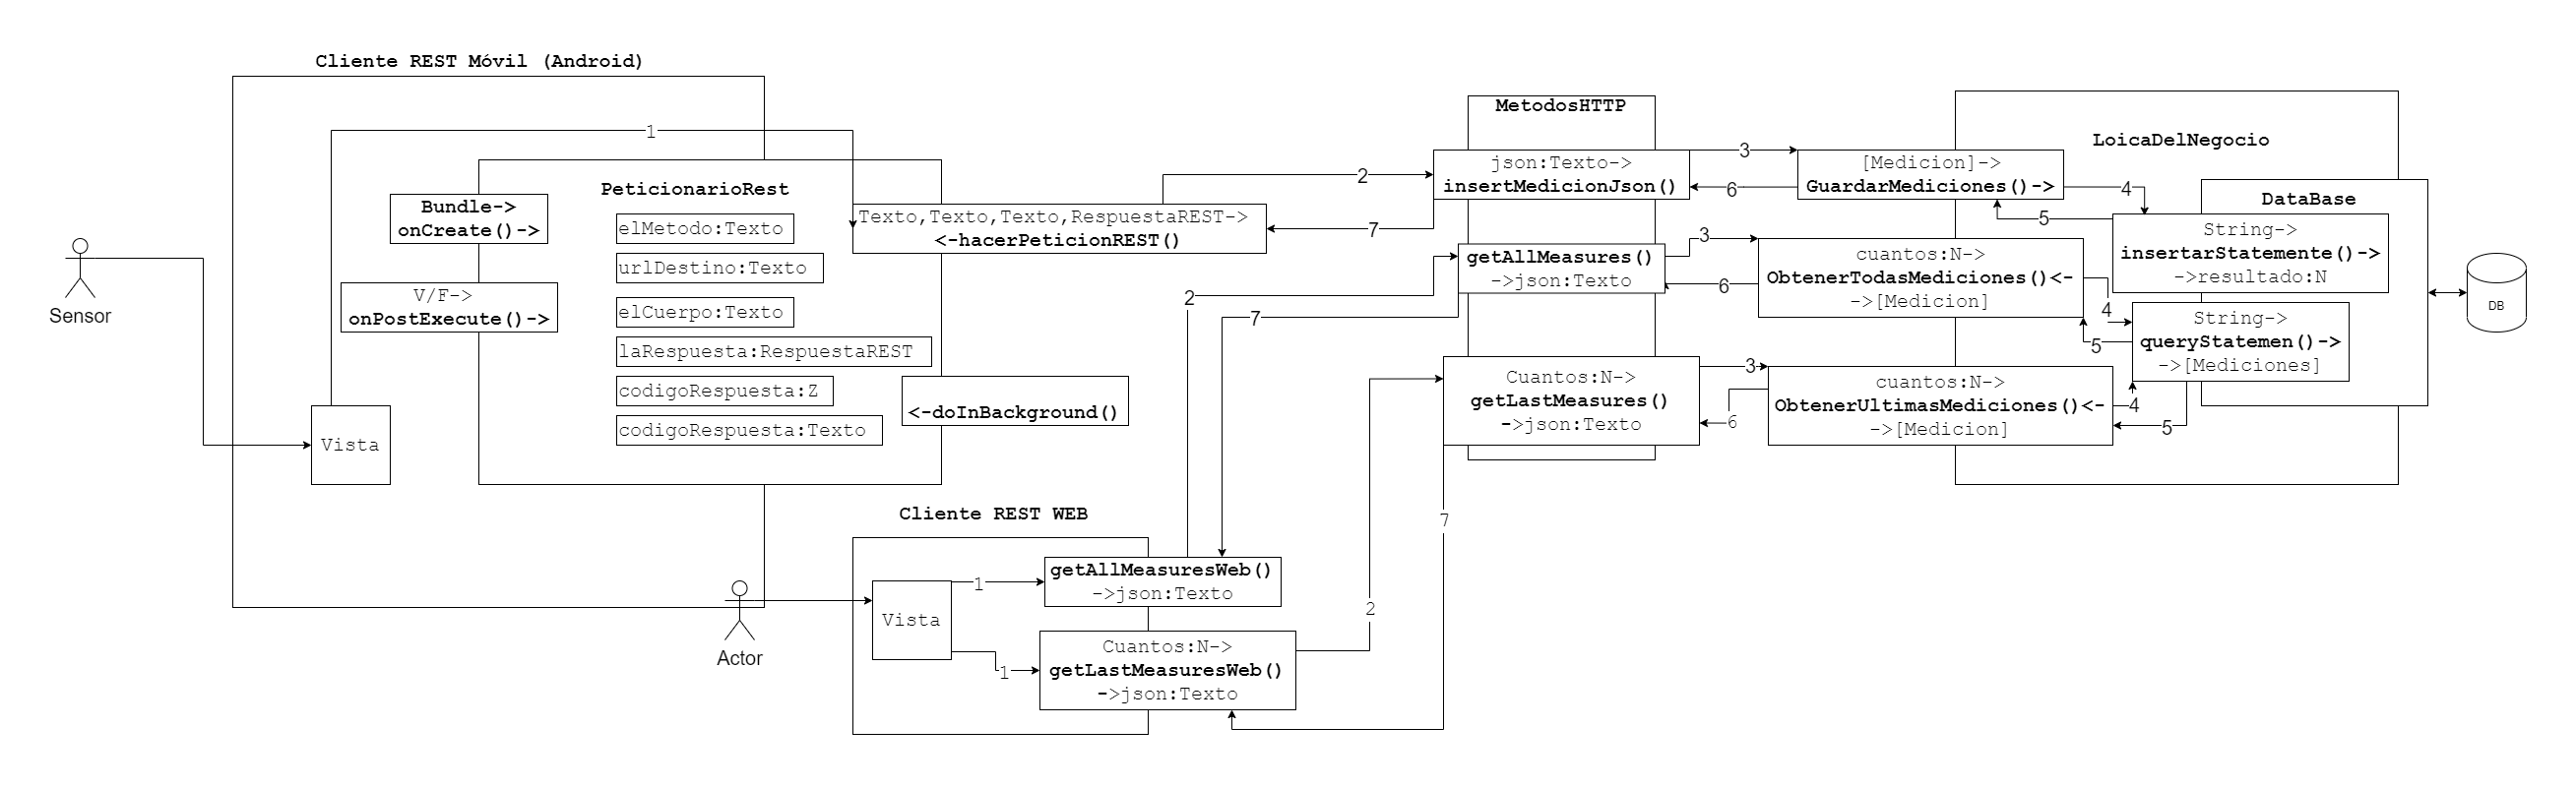 Cliente REST Móvil (Android)
1
PeticionarioRest
Bundle->
onCreate()->
V/F->
onPostExecute()->
elMetodo:Texto
urlDestino:Texto
elCuerpo:Texto
laRespuesta:RespuestaREST
codigoRespuesta:Z
codigoRespuesta:Texto
Texto,Texto,Texto,RespuestaREST->
<-hacerPeticionREST()
<-doInBackground()
Sensor
Vista
2
7
MetodosHTTP
json:Texto->
insertMedicionJson()
getAllMeasures()
->json:Texto
Cuantos:N->
getLastMeasures()
->json:Texto
3
6
3
6
3
6
LoicaDelNegocio
[Medicion]->
GuardarMediciones()->
cuantos:N->
ObtenerTodasMediciones()<-
->[Medicion]
cuantos:N->
ObtenerUltimasMediciones()<-
->[Medicion]
4
5
4
5
4
5
DataBase
String->
insertarStatemente()->
->resultado:N
String->
queryStatemen()->
->[Mediciones]
DB
2
7
2
7
Cliente REST WEB
Actor
Vista
1
1
getAllMeasuresWeb()
->json:Texto
Cuantos:N->
getLastMeasuresWeb()
->json:Texto